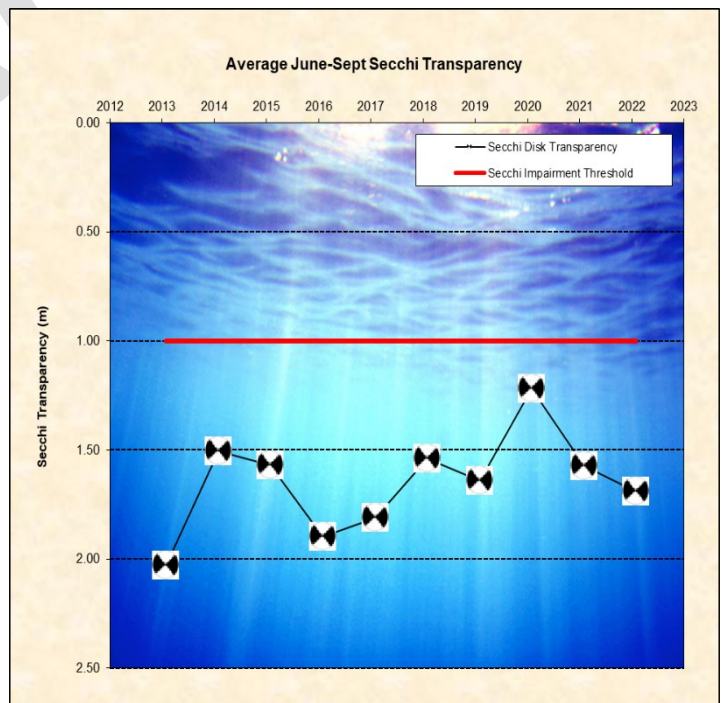 Average June-Sept Secchi Transparency
2012 2013 2014 2015 2016 2017 2018 2019 2020 2021 2022 2023
0.00
Secchi Disk Transparency
Secchi Impairment Threshold
0.50
1.00
1.50
2.00
2.50
Secchi Transparency (m)